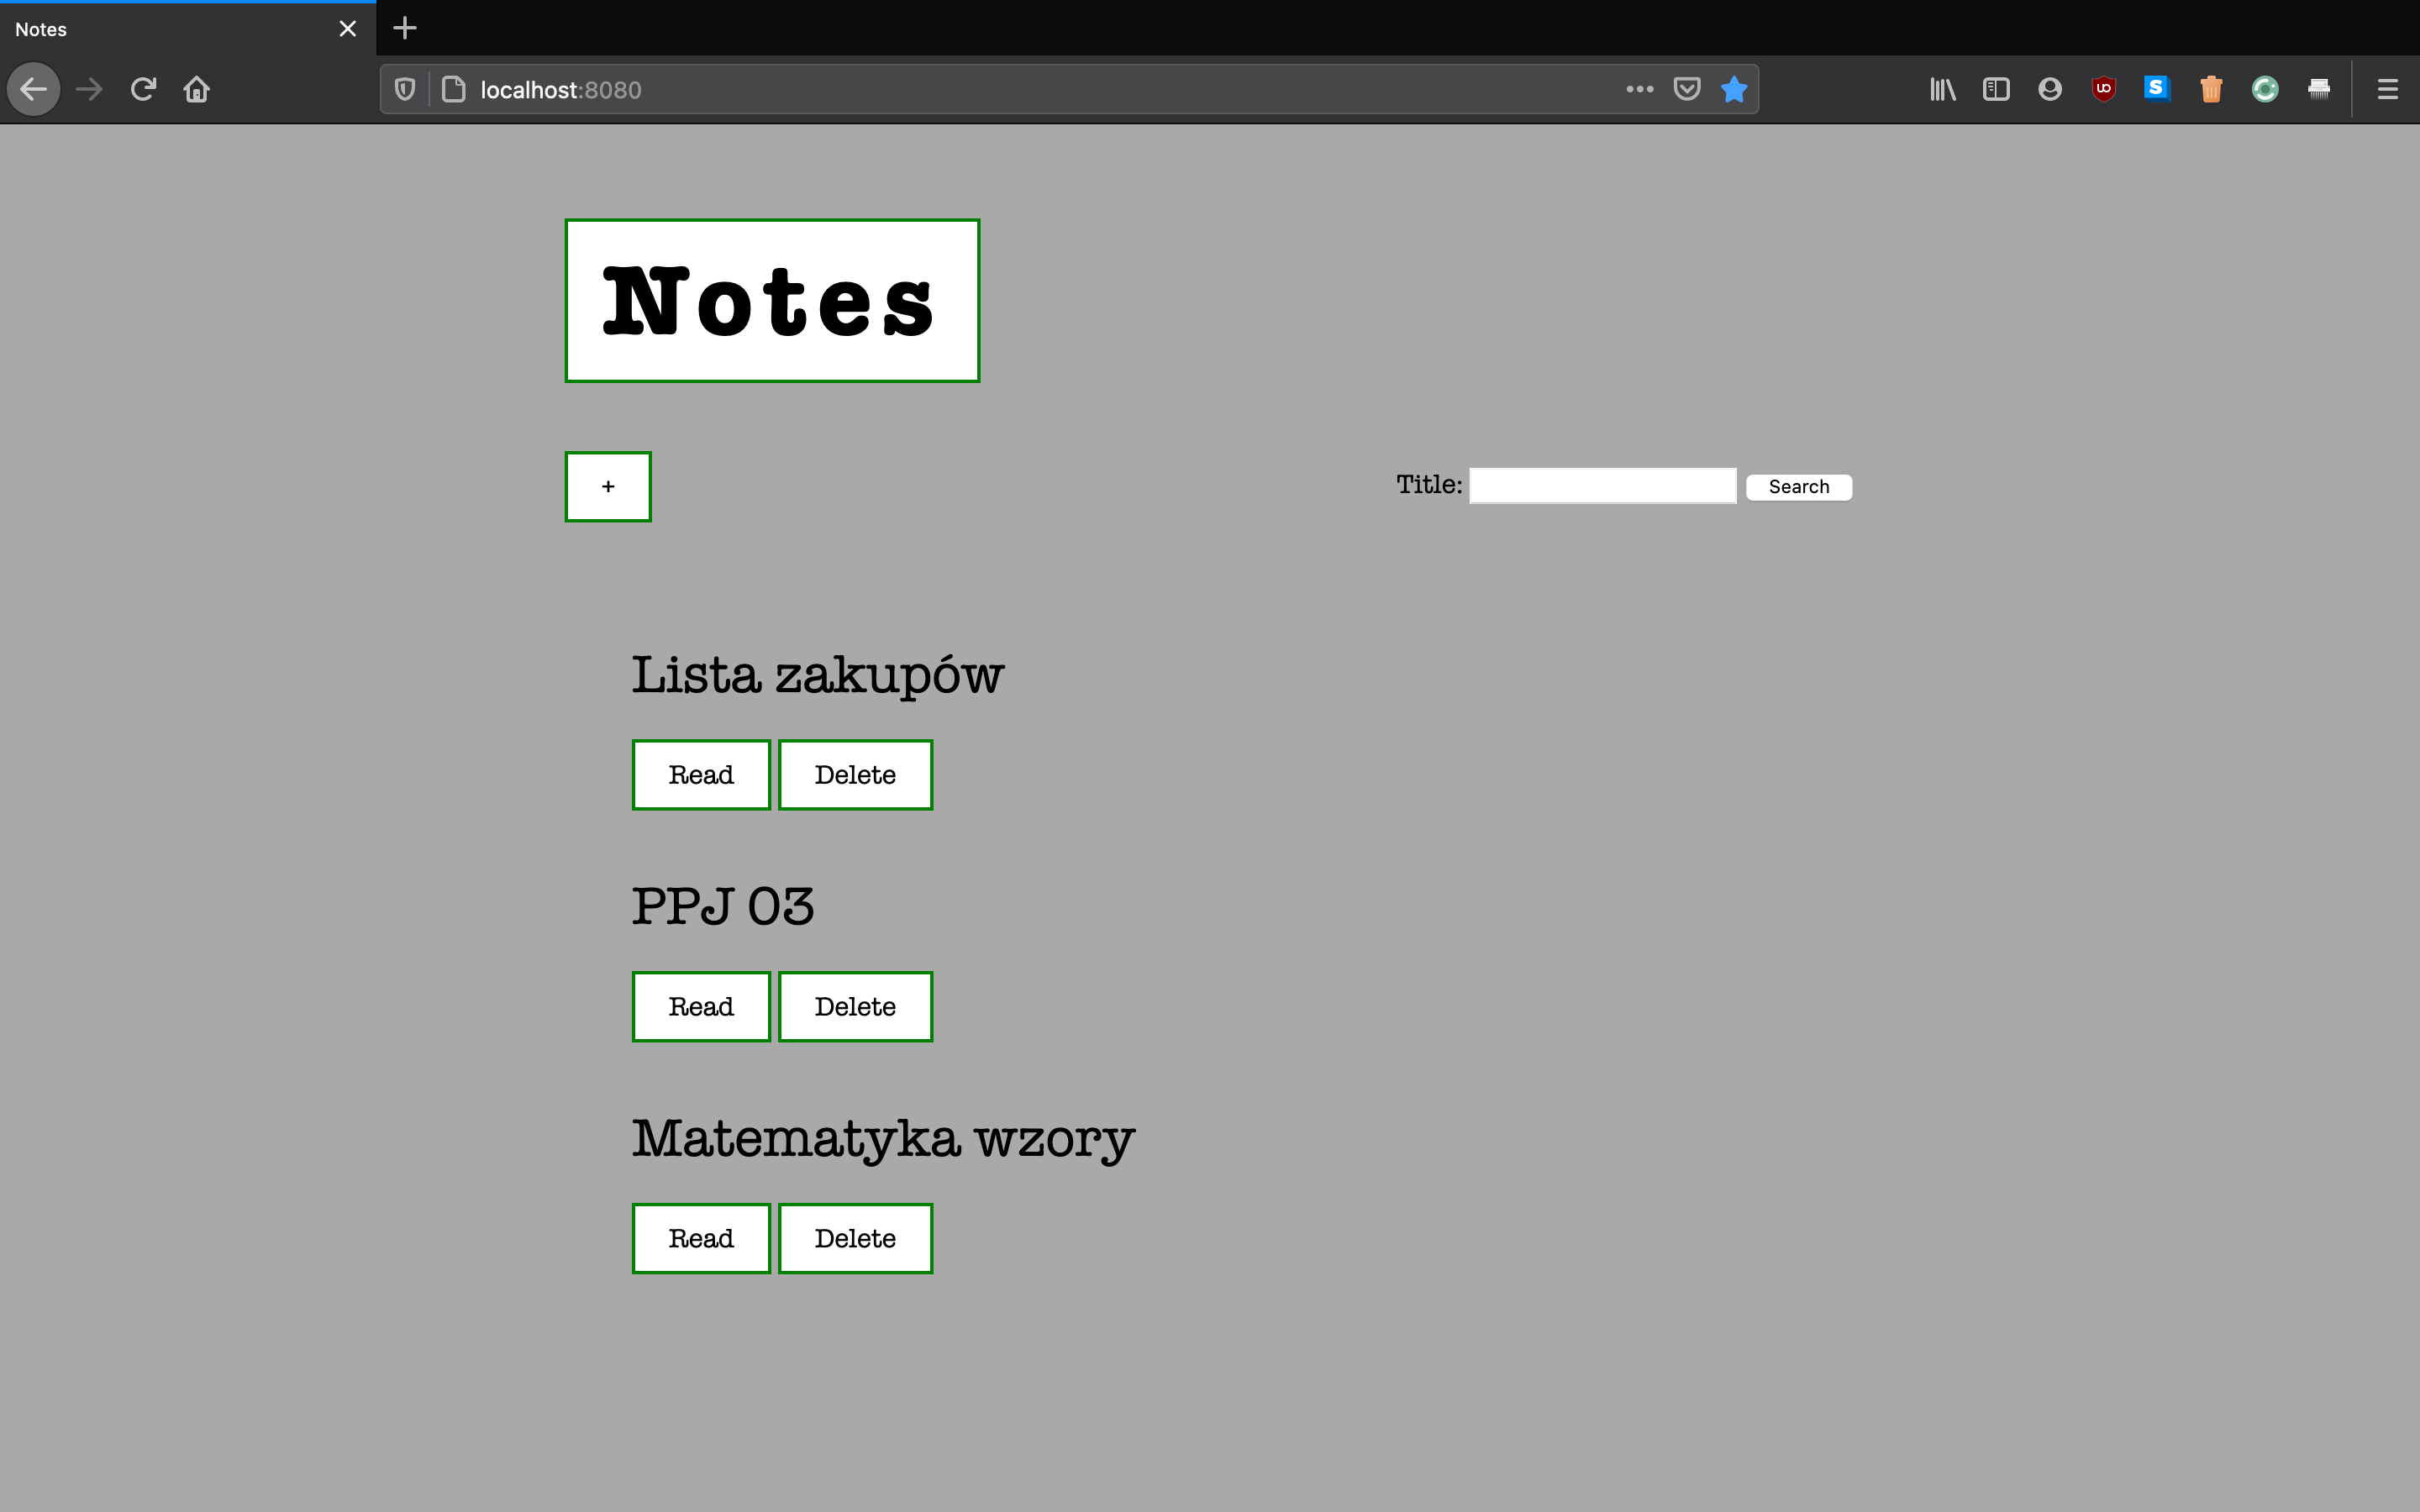 Notes
localhost:8080
Notes
+
Title: Search
Lista zakupów
Read Delete
PPJ 03
Read Delete
Matematyka wzory
Read Delete